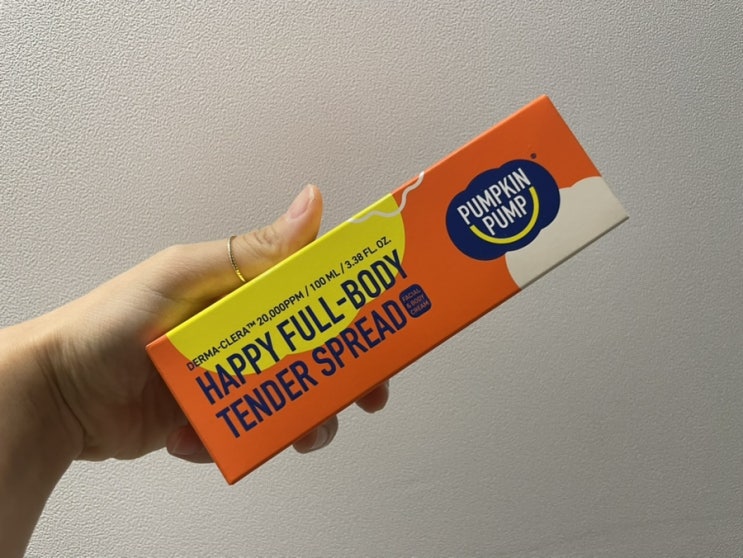 PUMPKIN
PUMP
®
DERMA-CLERA™ 20,000PPM / 100 ML / 3.38 FL. OZ.
HAPPY FULL-BODY
TENDER SPREAD
FACIAL
& BODY
CREAM